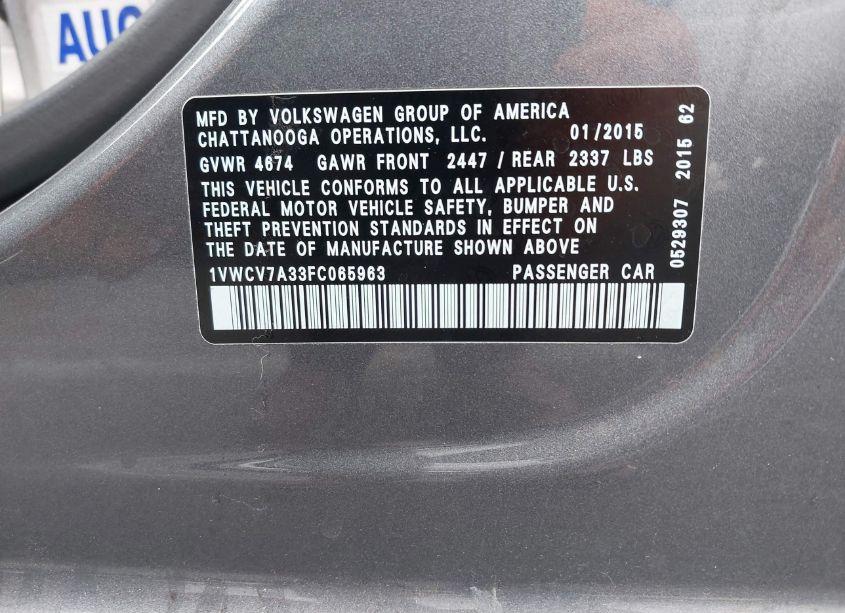 AUC
MFD BY VOLKSWAGEN GROUP OF AMERICA
CHATTANOOGA OPERATIONS, LLC. 01/2015
GVWR 4674 GAWR FRONT 2447 / REAR 2337 LBS
THIS VEHICLE CONFORMS TO ALL APPLICABLE U.S.
FEDERAL MOTOR VEHICLE SAFETY, BUMPER AND
THEFT PREVENTION STANDARDS IN EFFECT ON
THE DATE OF MANUFACTURE SHOWN ABOVE
1VWCV7A33FC065963 PASSENGER CAR
0529307 2015 62